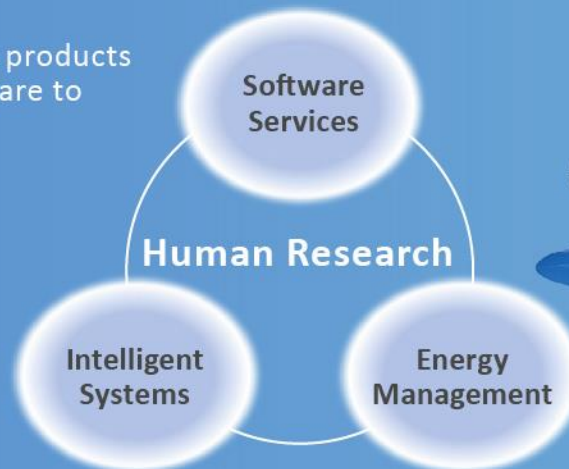 products
are to
Software
Services
Human Research
Intelligent
Systems
Energy
Management